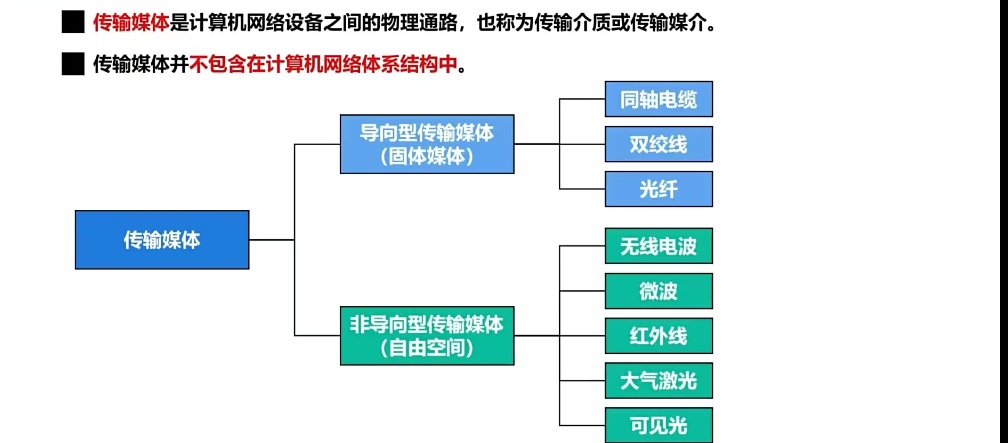 传输媒体是计算机网络设备之间的物理通路，也称为传输介质或传输媒介。
传输媒体并不包含在计算机网络体系结构中。
传输媒体
导向型传输媒体
（固体媒体）
同轴电缆
双绞线
光纤
非导向型传输媒体
（自由空间）
无线电波
微波
红外线
大气激光
可见光